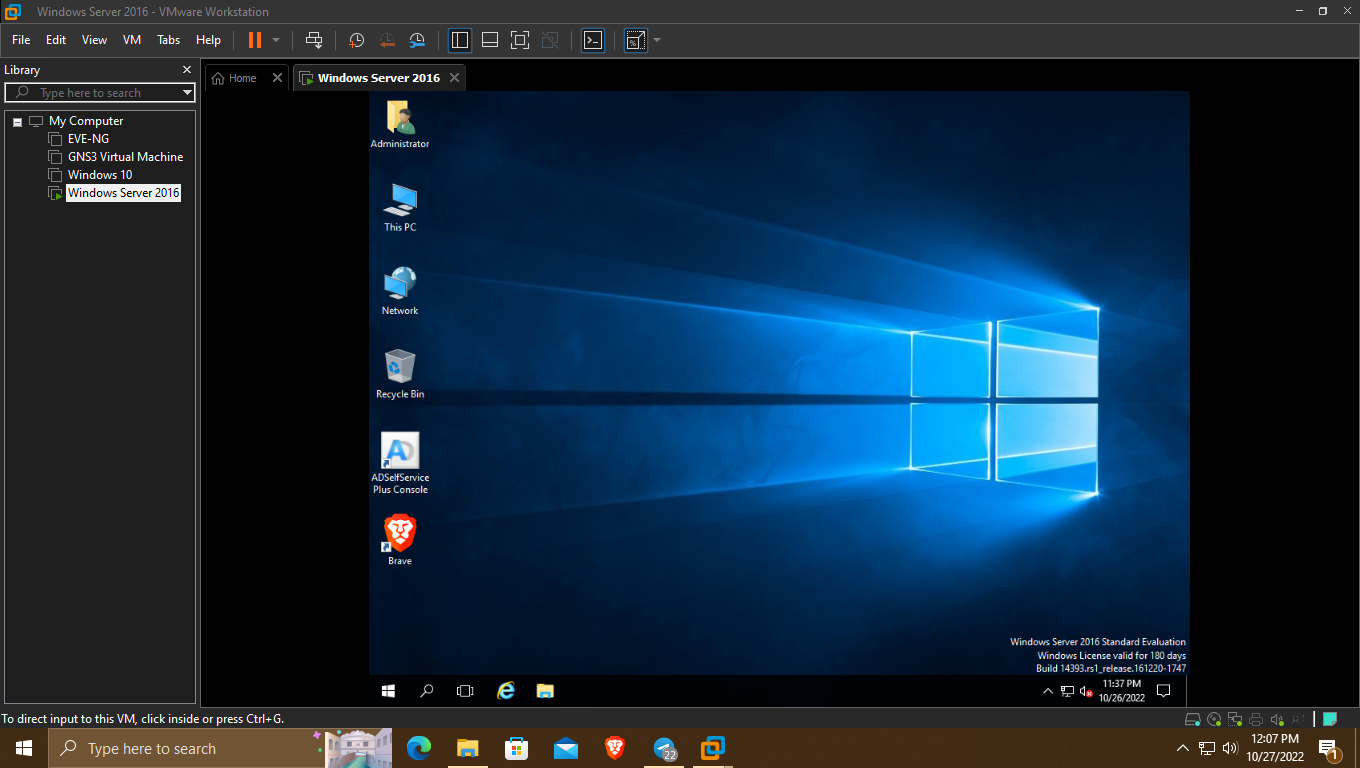 Windows Server 2016 - VMware Workstation
File Edit View VM Tabs Help
Library
Type here to search
My Computer
EVE-NG
GNS3 Virtual Machine
Windows 10
Windows Server 2016
Home
Windows Server 2016
Administrator
This PC
Network
Recycle Bin
ADSelfService
Plus Console
Brave
Windows Server 2016 Standard Evaluation
Windows License valid for 180 days
Build 14393.rs1_release.161220-1747
11:37 PM
10/26/2022
To direct input to this VM, click inside or press Ctrl+G.
Type here to search
22
12:07 PM
10/27/2022
1